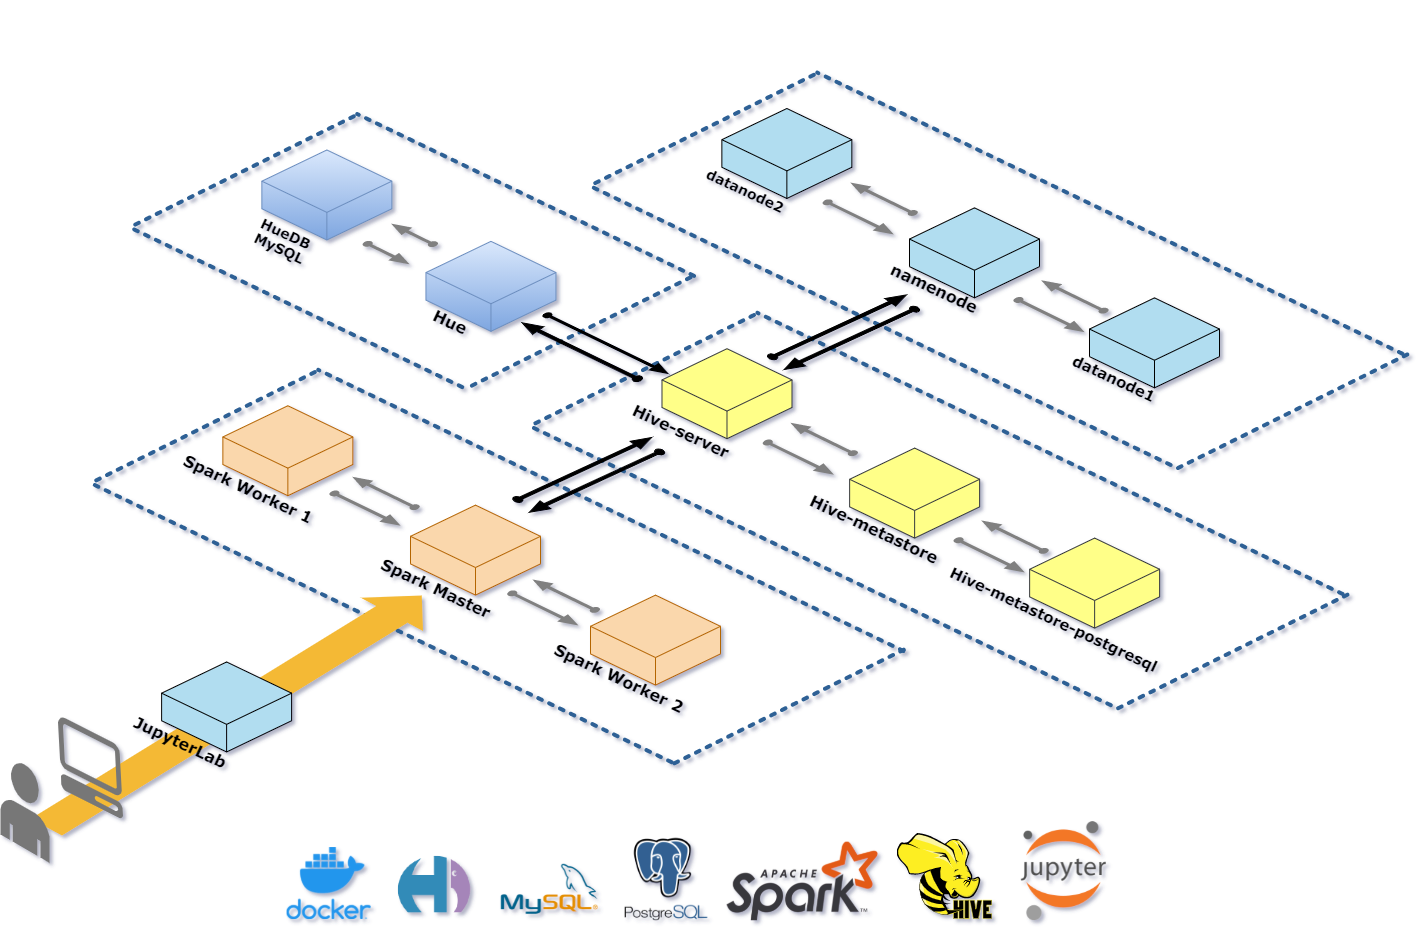 datanode2
HueDB
MySQL
namenode
Hue
datanode1
Hive-server
Spark Worker 1
Hive-metastore
Spark Master
Hive-metastore-postgresql
Spark Worker 2
JupyterLab
docker
MySQL®
PostgreSQL
APACHE
Spark™
HIVE
jupyter